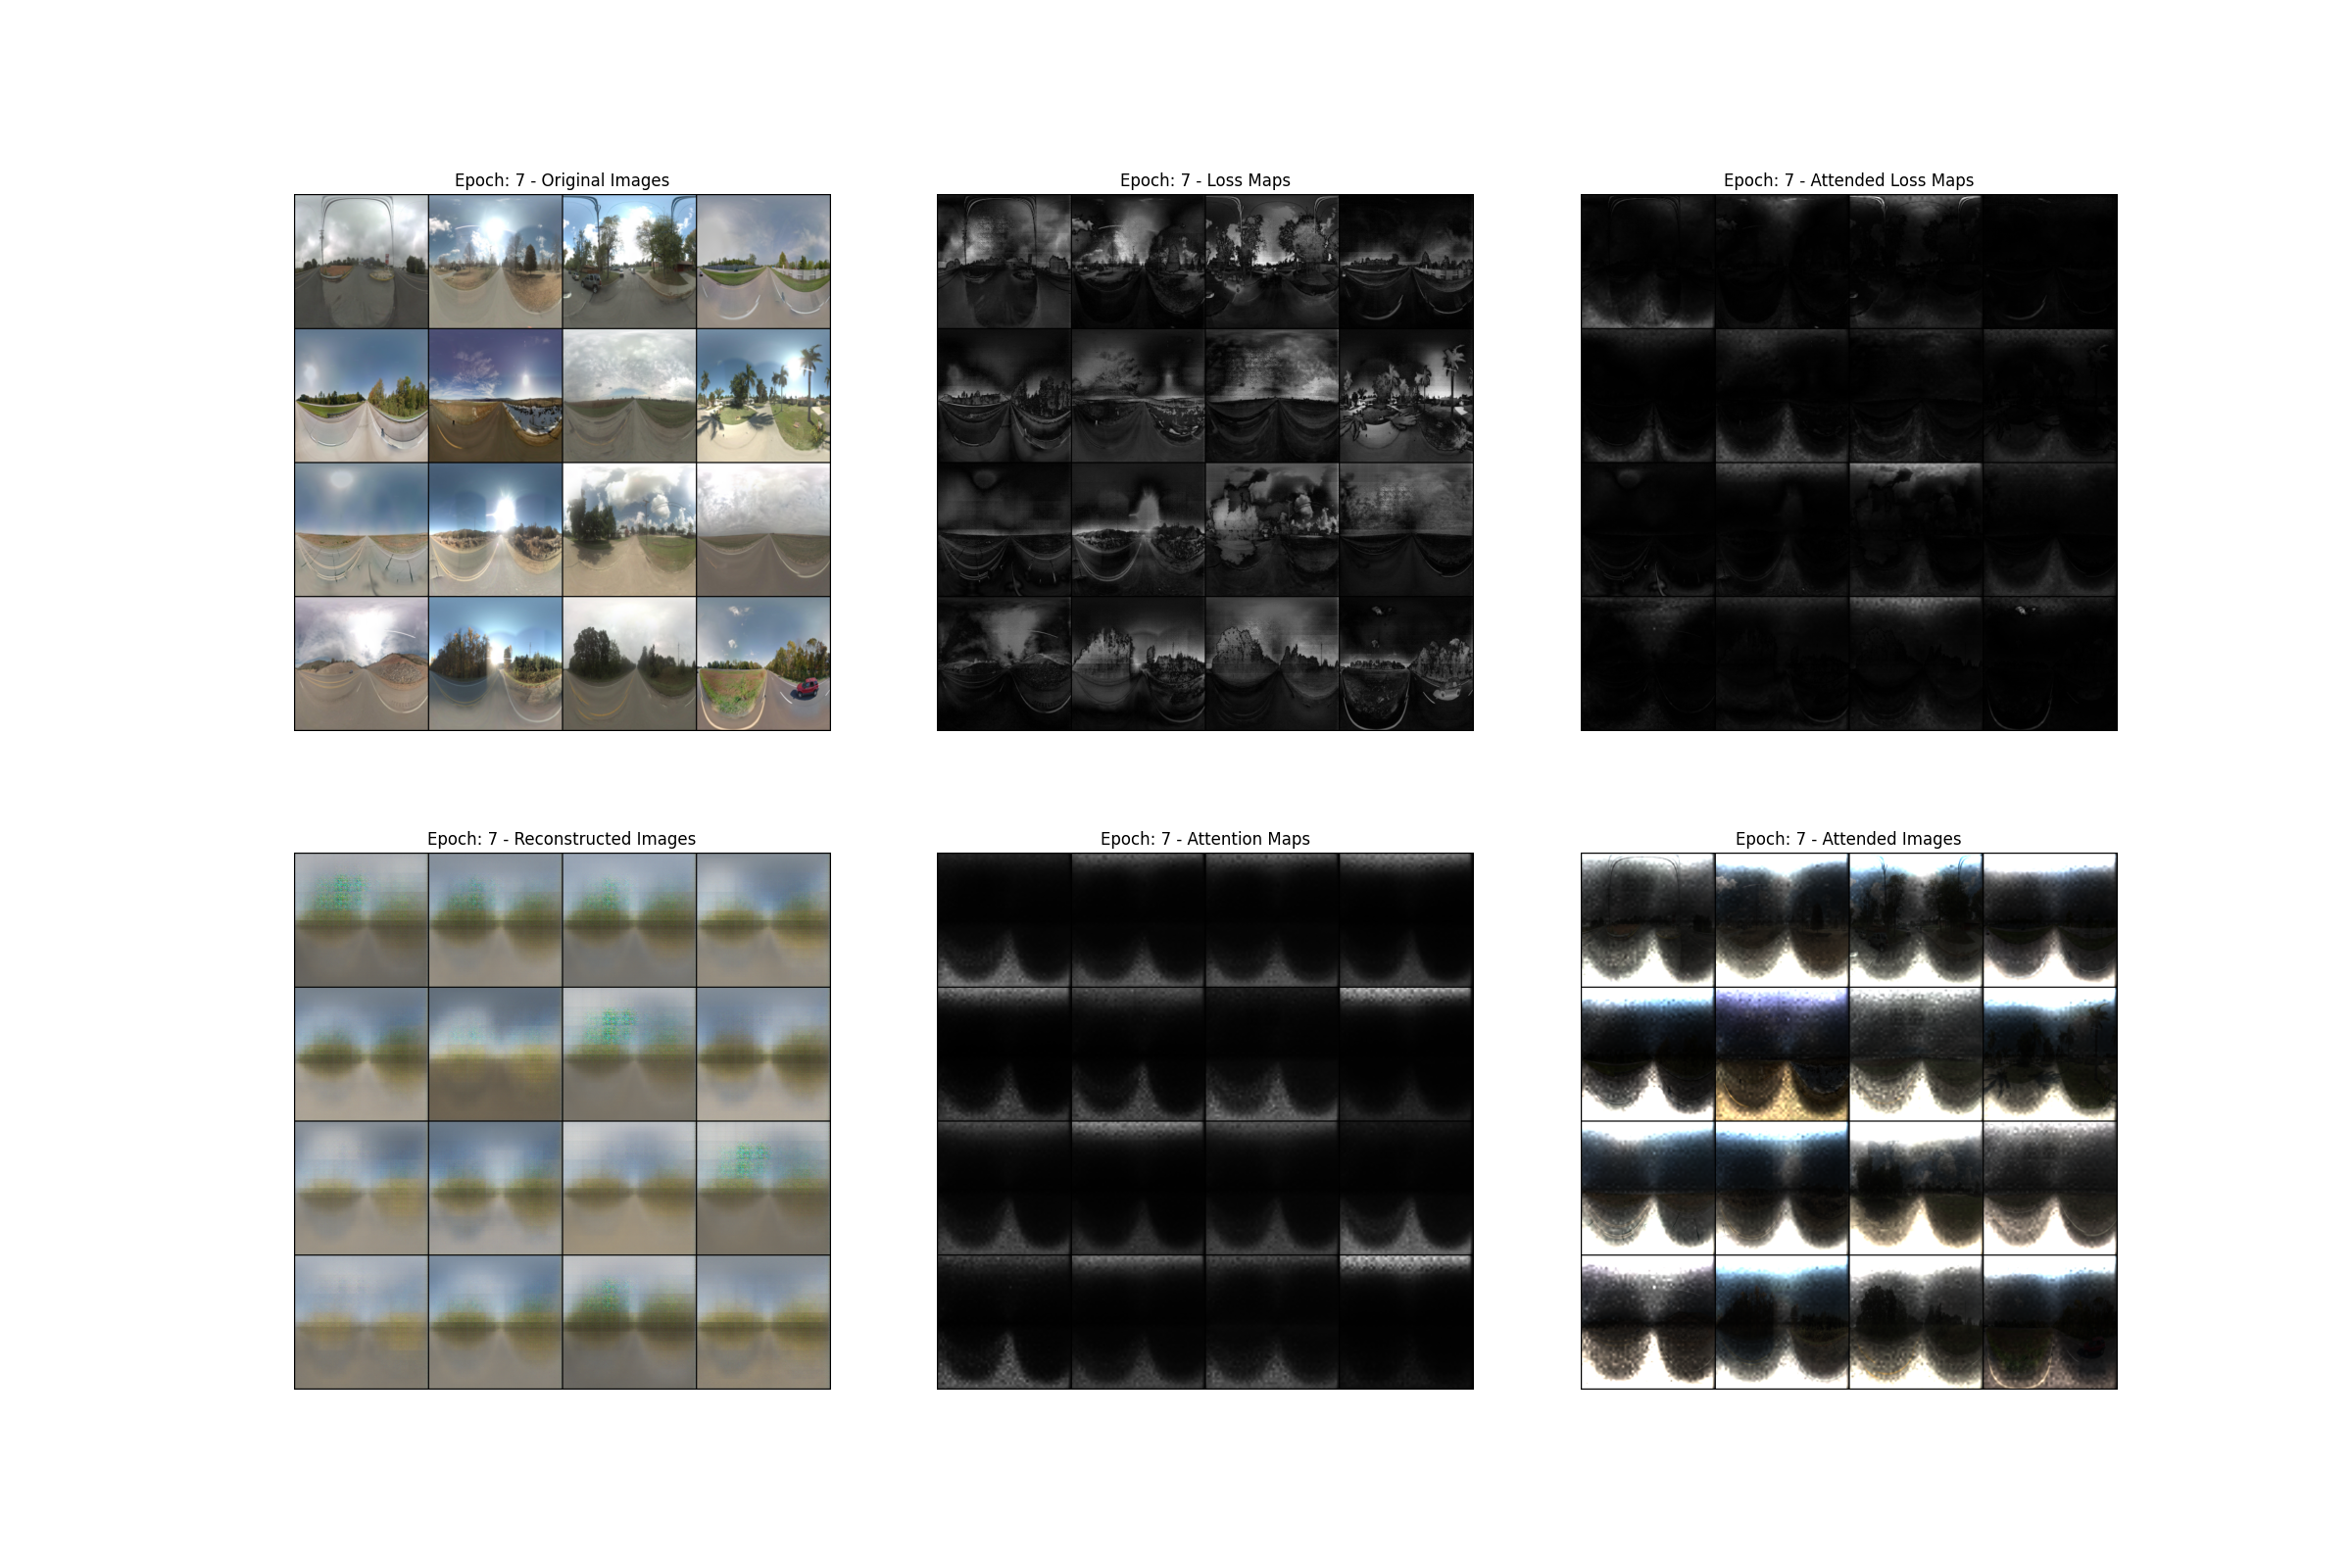 Epoch: 7 - Original Images
Epoch: 7 - Loss Maps
Epoch: 7 - Attended Loss Maps
Epoch: 7 - Reconstructed Images
Epoch: 7 - Attention Maps
Epoch: 7 - Attended Images